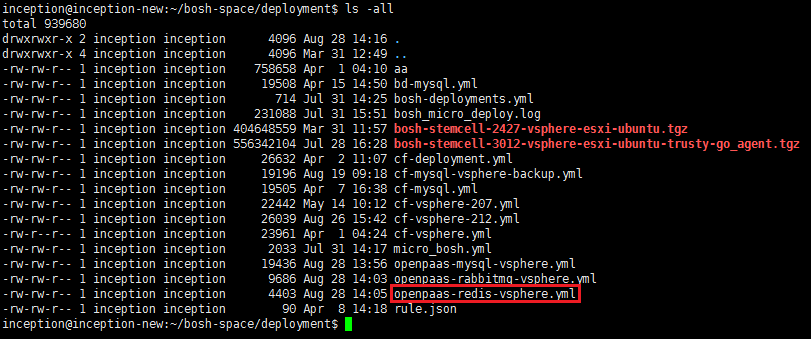 inception@inception-new:~/bosh-space/deployment$ ls -all
total 939680
drwxrwxr-x 2 inception inception      4096 Aug 28 14:16 .
drwxrwxr-x 4 inception inception      4096 Mar 31 12:49 ..
-rw-rw-r-- 1 inception inception    758658 Apr  1 04:10 aa
-rw-rw-r-- 1 inception inception     19508 Apr 15 14:50 bd-mysql.yml
-rw-rw-r-- 1 inception inception       714 Jul 31 14:25 bosh-deployments.yml
-rw-rw-r-- 1 inception inception    231088 Jul 31 15:51 bosh_micro_deploy.log
-rw-rw-r-- 1 inception inception 404648559 Mar 31 11:57 bosh-stemcell-2427-vsphere-esxi-ubuntu.tgz
-rw-rw-r-- 1 inception inception 556342104 Jul 28 16:28 bosh-stemcell-3012-vsphere-esxi-ubuntu-trusty-go_agent.tgz
-rw-rw-r-- 1 inception inception     26632 Apr  2 11:07 cf-deployment.yml
-rw-rw-r-- 1 inception inception     19196 Aug 19 09:18 cf-mysql-vsphere-backup.yml
-rw-rw-r-- 1 inception inception     19505 Apr  7 16:38 cf-mysql.yml
-rw-rw-r-- 1 inception inception     22442 May 14 10:12 cf-vsphere-207.yml
-rw-rw-r-- 1 inception inception     26039 Aug 26 15:42 cf-vsphere-212.yml
-rw-rw-r-- 1 inception inception     23961 Apr  1 04:24 cf-vsphere.yml
-rw-rw-r-- 1 inception inception      2033 Jul 31 14:17 micro_bosh.yml
-rw-rw-r-- 1 inception inception     19436 Aug 28 13:56 openpaas-mysql-vsphere.yml
-rw-rw-r-- 1 inception inception      9686 Aug 28 14:03 openpaas-rabbitmq-vsphere.yml
-rw-rw-r-- 1 inception inception      4403 Aug 28 14:05 openpaas-redis-vsphere.yml
-rw-rw-r-- 1 inception inception        90 Apr  8 14:18 rule.json
inception@inception-new:~/bosh-space/deployment$